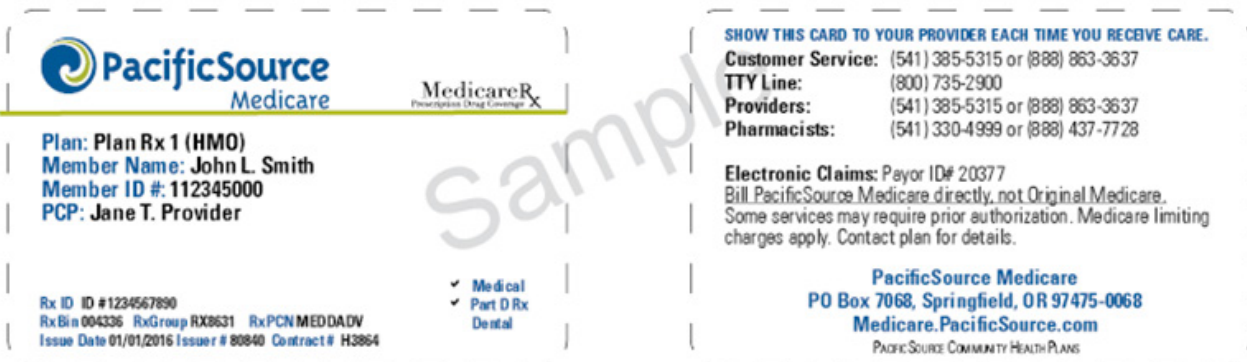 PacificSource
Medicare
MedicareRx
Prescription Drug Coverage
Plan: Plan Rx 1 (HMO)
Member Name: John L. Smith
Member ID #: 112345000
PCP: Jane T. Provider
Rx ID ID #1234567890
RxBin 004336 RxGroup RX8631 RxPCN MEDDADV
Issue Date 01/01/2016 Issuer # 80840 Contract # H3864
✓ Medical
✓ Part D Rx
Dental
Sample
SHOW THIS CARD TO YOUR PROVIDER EACH TIME YOU RECEIVE CARE.
Customer Service: (541) 385-5315 or (888) 863-3637
TTY Line: (800) 735-2900
Providers: (541) 385-5315 or (888) 863-3637
Pharmacists: (541) 330-4999 or (888) 437-7728
Electronic Claims: Payor ID# 20377
Bill PacificSource Medicare directly, not Original Medicare.
Some services may require prior authorization. Medicare limiting
charges apply. Contact plan for details.
PacificSource Medicare
PO Box 7068, Springfield, OR 97475-0068
Medicare.PacificSource.com
PACIFICSOURCE COMMUNITY HEALTH PLANS